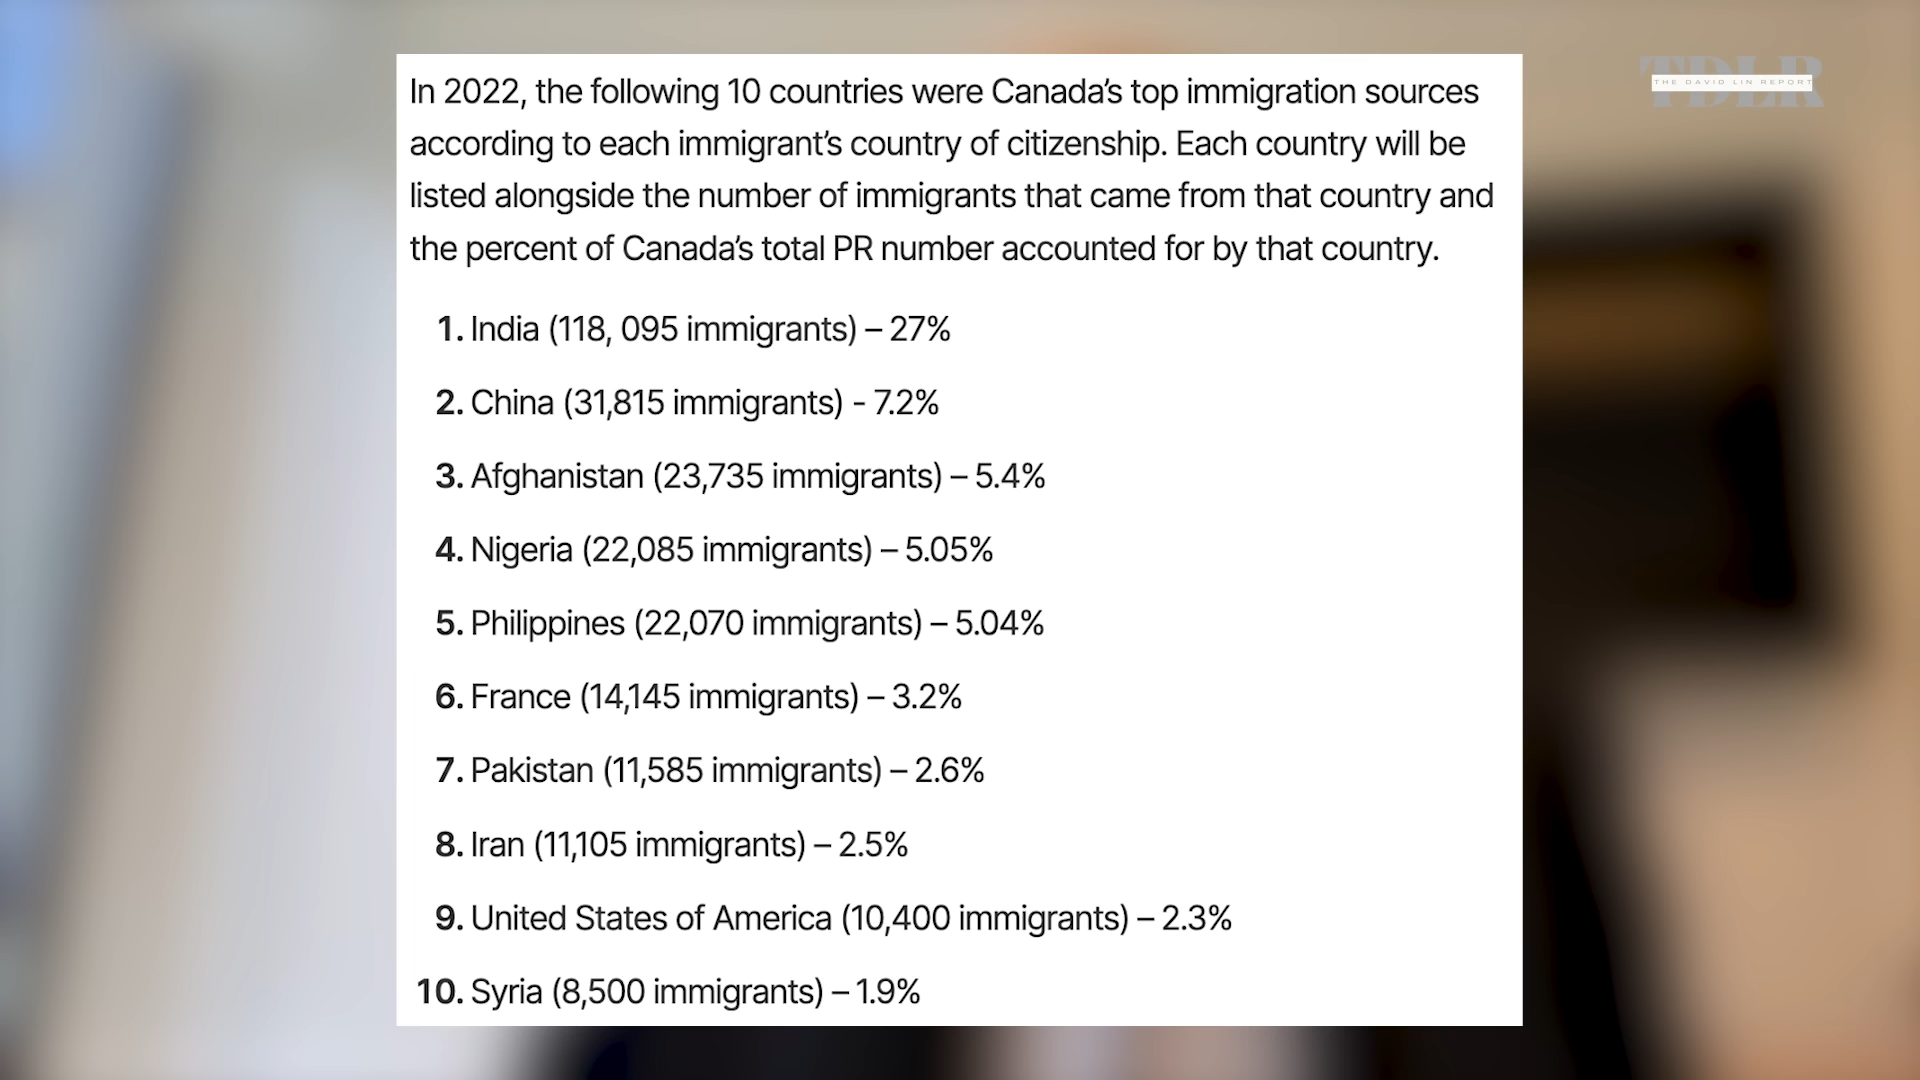 TDLR
THE DAVID LIN REPORT
In 2022, the following 10 countries were Canada’s top immigration sources
according to each immigrant’s country of citizenship. Each country will be
listed alongside the number of immigrants that came from that country and
the percent of Canada’s total PR number accounted for by that country.
1. India (118, 095 immigrants) – 27%
2. China (31,815 immigrants) - 7.2%
3. Afghanistan (23,735 immigrants) – 5.4%
4. Nigeria (22,085 immigrants) – 5.05%
5. Philippines (22,070 immigrants) – 5.04%
6. France (14,145 immigrants) – 3.2%
7. Pakistan (11,585 immigrants) – 2.6%
8. Iran (11,105 immigrants) – 2.5%
9. United States of America (10,400 immigrants) – 2.3%
10. Syria (8,500 immigrants) – 1.9%